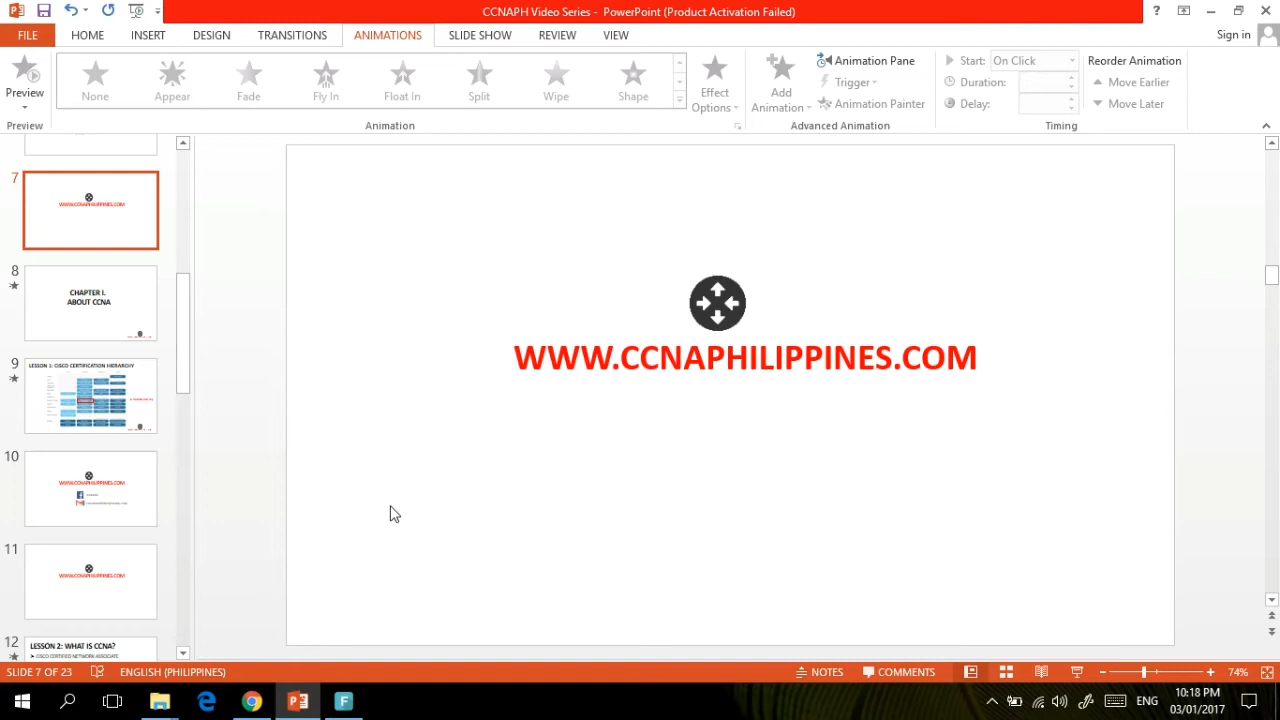 CCNAPH Video Series - PowerPoint (Product Activation Failed)
FILE HOME INSERT DESIGN TRANSITIONS ANIMATIONS SLIDE SHOW REVIEW VIEW Sign in
Preview
None Appear Fade Fly In Float In Split Wipe Shape
Effect Options
Add Animation
Animation Pane
Trigger
Animation Painter
Start: On Click
Duration:
Delay:
Reorder Animation
Move Earlier
Move Later
Preview Animation Advanced Animation Timing
7
WWW.CCNAPHILIPPINES.COM
8
CHAPTER I.
ABOUT CCNA
9
LESSON 1: CISCO CERTIFICATION HIERARCHY
10
WWW.CCNAPHILIPPINES.COM
11
WWW.CCNAPHILIPPINES.COM
12
LESSON 2: WHAT IS CCNA?
CISCO CERTIFIED NETWORK ASSOCIATE
WWW.CCNAPHILIPPINES.COM
SLIDE 7 OF 23 ENGLISH (PHILIPPINES) NOTES COMMENTS 74%
ENG
10:18 PM
03/01/2017